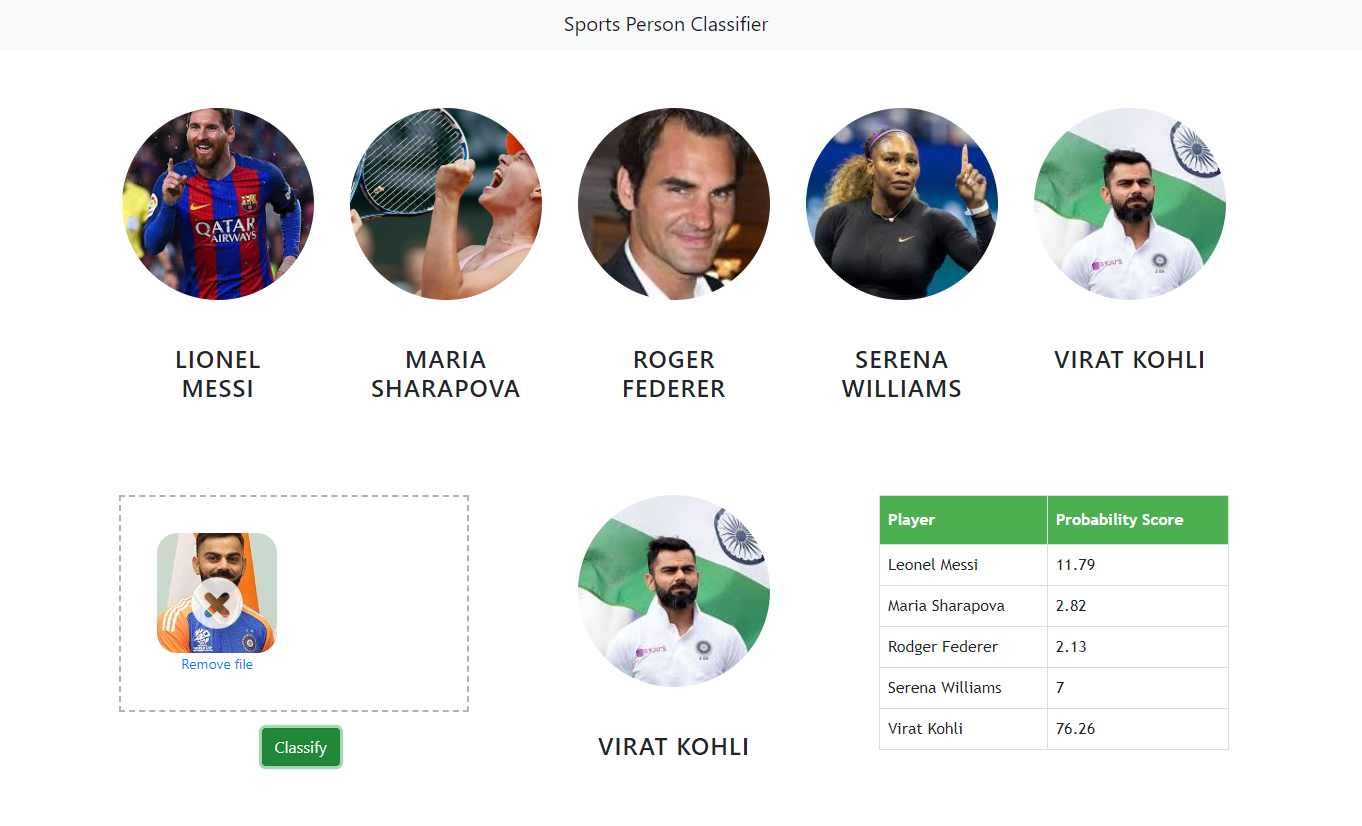 Sports Person Classifier
QATAR
AIRWAYS
BYJU'S
LIONEL
MESSI
MARIA
SHARAPOVA
ROGER
FEDERER
SERENA
WILLIAMS
VIRAT KOHLI
Remove file
Classify
BYJU'S
VIRAT KOHLI
Player Probability Score
Leonel Messi 11.79
Maria Sharapova 2.82
Rodger Federer 2.13
Serena Williams 7
Virat Kohli 76.26